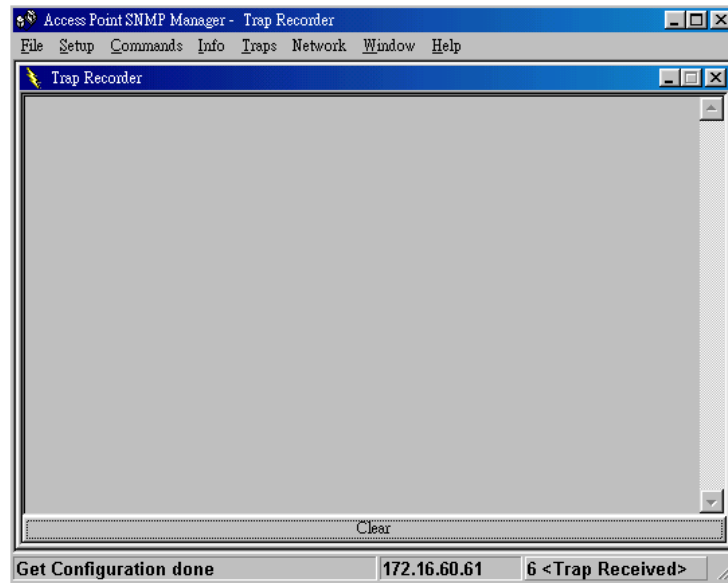 Access Point SNMP Manager - Trap Recorder
File Setup Commands Info Traps Network Window Help
Trap Recorder
Clear
Get Configuration done 172.16.60.61 6 <Trap Received>